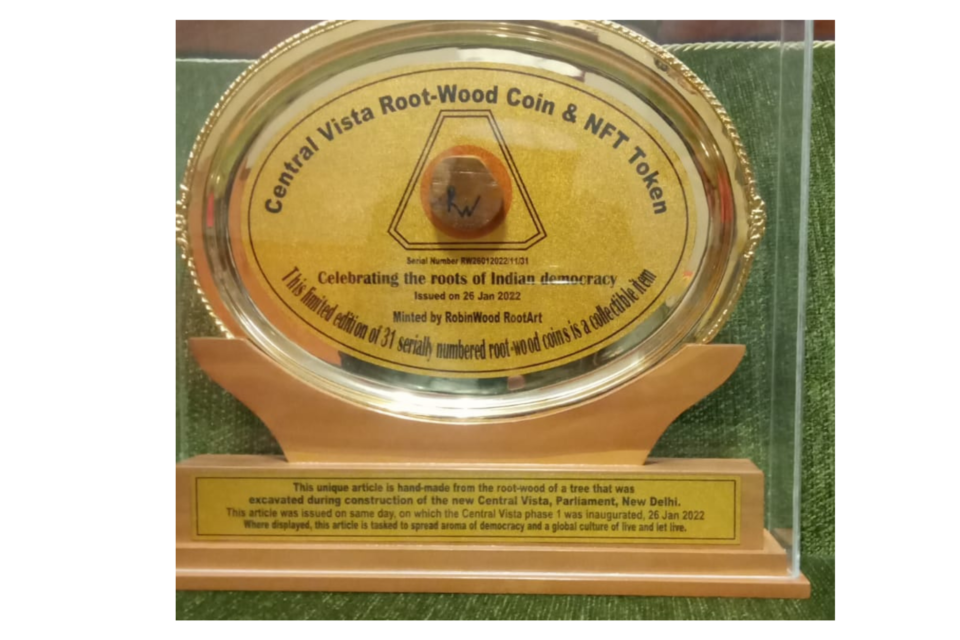 Central Vista Root-Wood Coin & NFT Token
RW
Serial Number RW26012022/11/31
Celebrating the roots of Indian democracy
Issued on 26 Jan 2022
Minted by RobinWood RootArt
This limited edition of 31 serially numbered root-wood coins is a collectible item
This unique article is hand-made from the root-wood of a tree that was
excavated during construction of the new Central Vista, Parliament, New Delhi.
This article was issued on same day, on which the Central Vista phase 1 was inaugurated, 26 Jan 2022
Where displayed, this article is tasked to spread aroma of democracy and a global culture of live and let live.